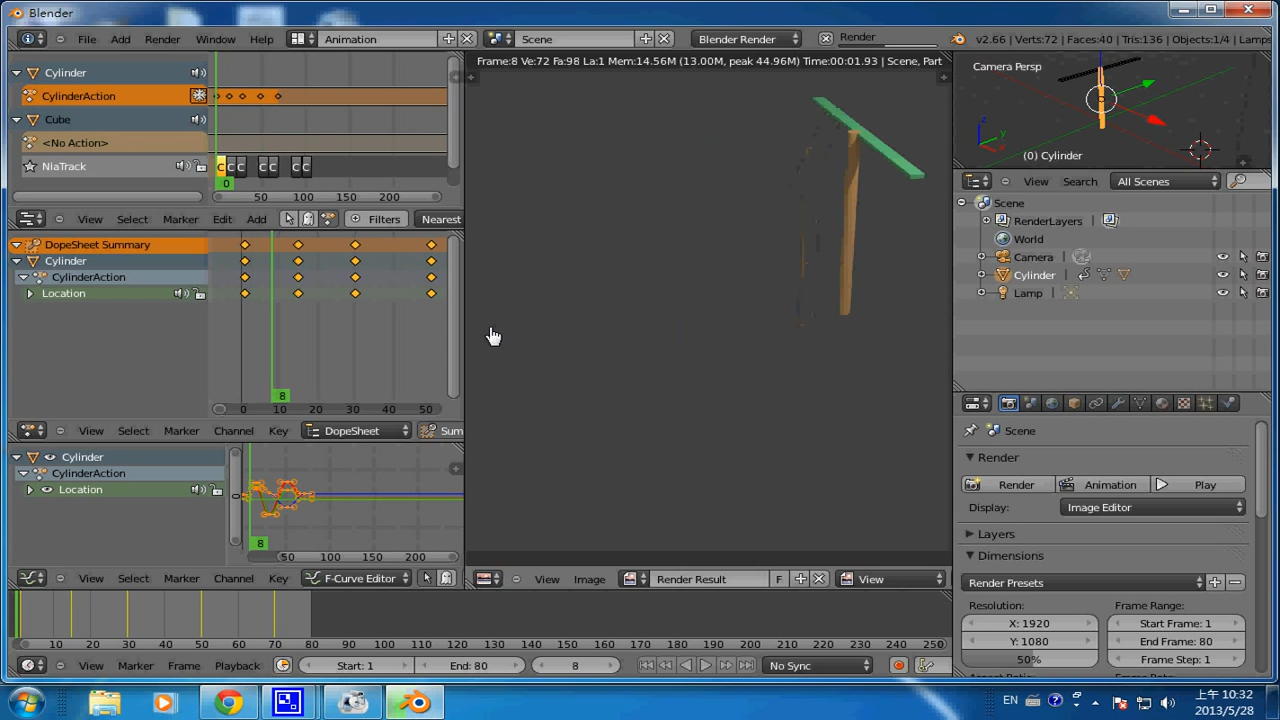 Blender
File Add Render Window Help Animation Scene Blender Render Render v2.66 | Verts:72 | Faces:40 | Tris:136 | Objects:1/4 | Lamps
Cylinder
CylinderAction
Cube
<No Action>
NlaTrack
0
0 50 100 150 200
View Select Marker Edit Add Filters Nearest
DopeSheet Summary
Cylinder
CylinderAction
Location
8
0 10 20 30 40 50
View Select Marker Channel Key DopeSheet Sum
Cylinder
CylinderAction
Location
8
50 100 150 200
View Select Marker Channel Key F-Curve Editor
Frame:8 Ve:72 Fa:98 La:1 Mem:14.56M (13.00M, peak 44.96M) Time:00:01.93 | Scene, Part
View Image Render Result F View
Camera Persp
z y
(0) Cylinder
View Search All Scenes
Scene
RenderLayers
World
Camera
Cylinder
Lamp
Scene
Render
Render Animation Play
Display: Image Editor
Layers
Dimensions
Render Presets
Resolution: Frame Range:
X: 1920 Start Frame: 1
Y: 1080 End Frame: 80
50% Frame Step: 1
10 20 30 40 50 60 70 80 90 100 110 120 130 140 150 160 170 180 190 200 210 220 230 240 250
View Marker Frame Playback Start: 1 End: 80 8 No Sync
EN
上午 10:32
2013/5/28